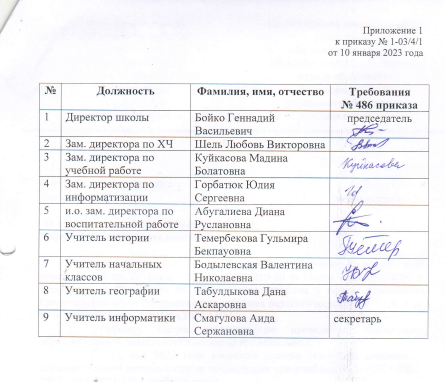 Приложение 1
к приказу № 1-03/4/1
от 10 января 2023 года
№ Должность Фамилия, имя, отчество Требования
№ 486 приказа
1 Директор школы Бойко Геннадий председатель
Васильевич
2 Зам. директора по ХЧ Шель Любовь Викторовна
3 Зам. директора по Куйкасова Мадина Куйкасова
учебной работе Болатовна
4 Зам. директора по Горбатюк Юлия
информатизации Сергеевна
5 и.о. зам. директора по Абугалиева Диана
воспитательной работе Руслановна
6 Учитель истории Темербекова Гульмира
Бекпауовна
7 Учитель начальных Бодылевская Валентина
классов Николаевна
8 Учитель географии Табулдыкова Дана
Аскаровна
9 Учитель информатики Смагулова Аида секретарь
Сержановна